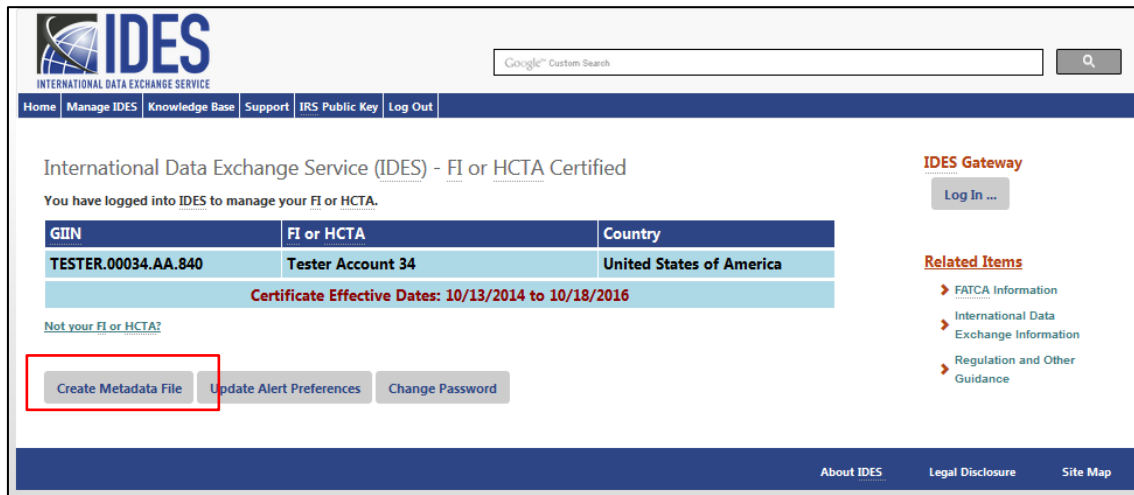 IDES
INTERNATIONAL DATA EXCHANGE SERVICE
Google™ Custom Search
Home Manage IDES Knowledge Base Support IRS Public Key Log Out
International Data Exchange Service (IDES) - FI or HCTA Certified
You have logged into IDES to manage your FI or HCTA.
GIIN FI or HCTA Country
TESTER.00034.AA.840 Tester Account 34 United States of America
Certificate Effective Dates: 10/13/2014 to 10/18/2016
Not your FI or HCTA?
Create Metadata File Update Alert Preferences Change Password
IDES Gateway
Log In ...
Related Items
FATCA Information
International Data
Exchange Information
Regulation and Other
Guidance
About IDES Legal Disclosure Site Map